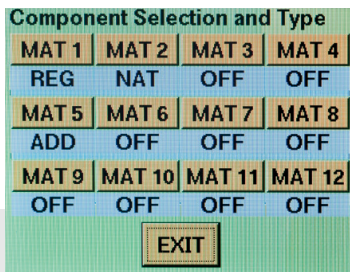 Component Selection and Type
MAT 1 MAT 2 MAT 3 MAT 4
REG NAT OFF OFF
MAT 5 MAT 6 MAT 7 MAT 8
ADD OFF OFF OFF
MAT 9 MAT 10 MAT 11 MAT 12
OFF OFF OFF OFF
EXIT